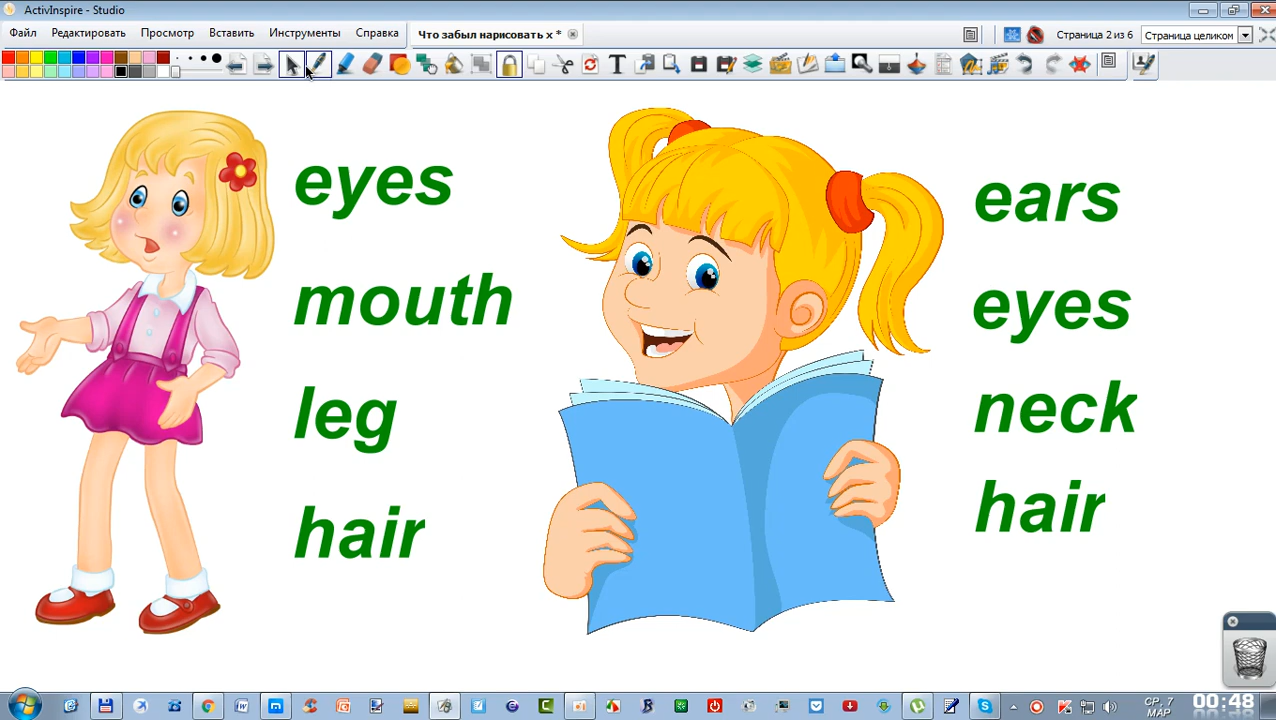 ActivInspire - Studio
Файл Редактировать Просмотр Вставить Инструменты Справка
Что забыл нарисовать х *
Страница 2 из 6
Страница целиком
eyes
mouth
leg
hair
ears
eyes
neck
hair
СР, 7
МАР
00:48